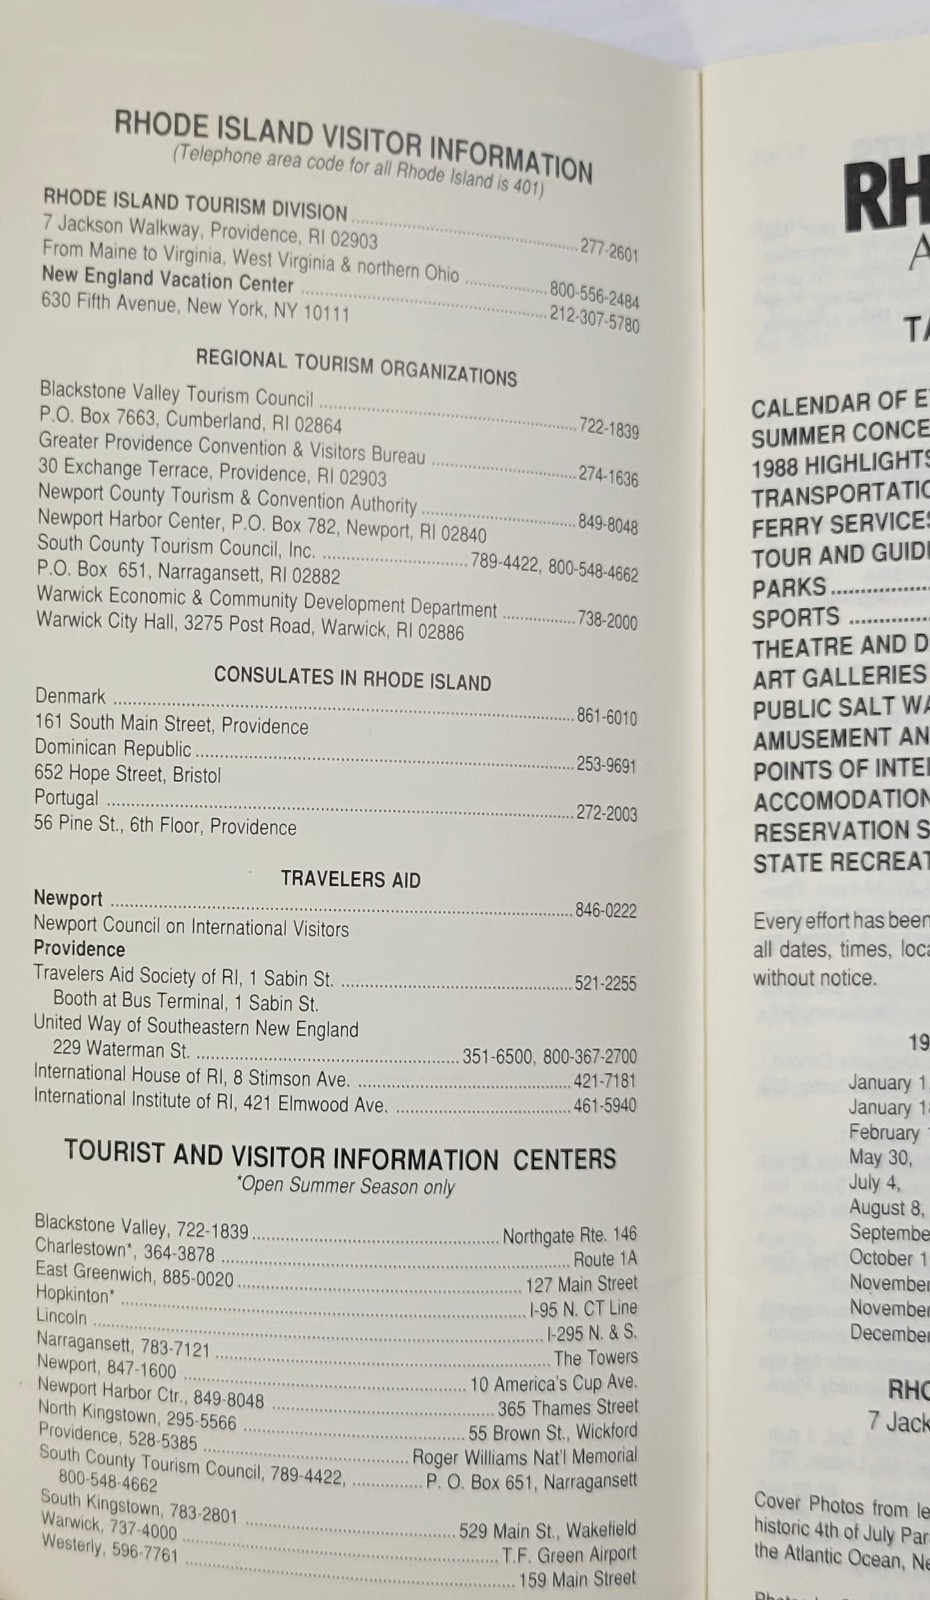 RHODE ISLAND VISITOR INFORMATION
(Telephone area code for all Rhode Island is 401)
RHODE ISLAND TOURISM DIVISION ........ 277-2601
7 Jackson Walkway, Providence, RI 02903
From Maine to Virginia, West Virginia & northern Ohio ........ 800-556-2484
New England Vacation Center ........ 212-307-5780
630 Fifth Avenue, New York, NY 10111
REGIONAL TOURISM ORGANIZATIONS
Blackstone Valley Tourism Council ........ 722-1839
P.O. Box 7663, Cumberland, RI 02864
Greater Providence Convention & Visitors Bureau ........ 274-1636
30 Exchange Terrace, Providence, RI 02903
Newport County Tourism & Convention Authority ........ 849-8048
Newport Harbor Center, P.O. Box 782, Newport, RI 02840
South County Tourism Council, Inc. ........ 789-4422, 800-548-4662
P.O. Box 651, Narragansett, RI 02882
Warwick Economic & Community Development Department ........ 738-2000
Warwick City Hall, 3275 Post Road, Warwick, RI 02886
CONSULATES IN RHODE ISLAND
Denmark ........ 861-6010
161 South Main Street, Providence
Dominican Republic ........ 253-9691
652 Hope Street, Bristol
Portugal ........ 272-2003
56 Pine St., 6th Floor, Providence
TRAVELERS AID
Newport ........ 846-0222
Newport Council on International Visitors
Providence
Travelers Aid Society of RI, 1 Sabin St. ........ 521-2255
Booth at Bus Terminal, 1 Sabin St.
United Way of Southeastern New England
229 Waterman St. ........ 351-6500, 800-367-2700
International House of RI, 8 Stimson Ave. ........ 421-7181
International Institute of RI, 421 Elmwood Ave. ........ 461-5940
TOURIST AND VISITOR INFORMATION CENTERS
*Open Summer Season only
Blackstone Valley, 722-1839 ........ Northgate Rte. 146
Charlestown*, 364-3878 ........ Route 1A
East Greenwich, 885-0020 ........ 127 Main Street
Hopkinton* ........ I-95 N. CT Line
Lincoln ........ I-295 N. & S.
Narragansett, 783-7121 ........ The Towers
Newport, 847-1600 ........ 10 America's Cup Ave.
Newport Harbor Ctr., 849-8048 ........ 365 Thames Street
North Kingstown, 295-5566 ........ 55 Brown St., Wickford
Providence, 528-5385 ........ Roger Williams Nat'l Memorial
South County Tourism Council, 789-4422, ........ P. O. Box 651, Narragansett
800-548-4662
South Kingstown, 783-2801 ........ 529 Main St., Wakefield
Warwick, 737-4000 ........ T.F. Green Airport
Westerly, 596-7761 ........ 159 Main Street
RH
A
TA
CALENDAR OF E
SUMMER CONCE
1988 HIGHLIGHTS
TRANSPORTATIO
FERRY SERVICES
TOUR AND GUID
PARKS ........
SPORTS ........
THEATRE AND D
ART GALLERIES
PUBLIC SALT WA
AMUSEMENT AN
POINTS OF INTE
ACCOMODATION
RESERVATION S
STATE RECREAT
Every effort has been
all dates, times, loca
without notice.
19
January 1,
January 18
February 1
May 30,
July 4,
August 8,
Septembe
October 1
November
November
December
RHO
7 Jack
Cover Photos from le
historic 4th of July Par
the Atlantic Ocean, Ne